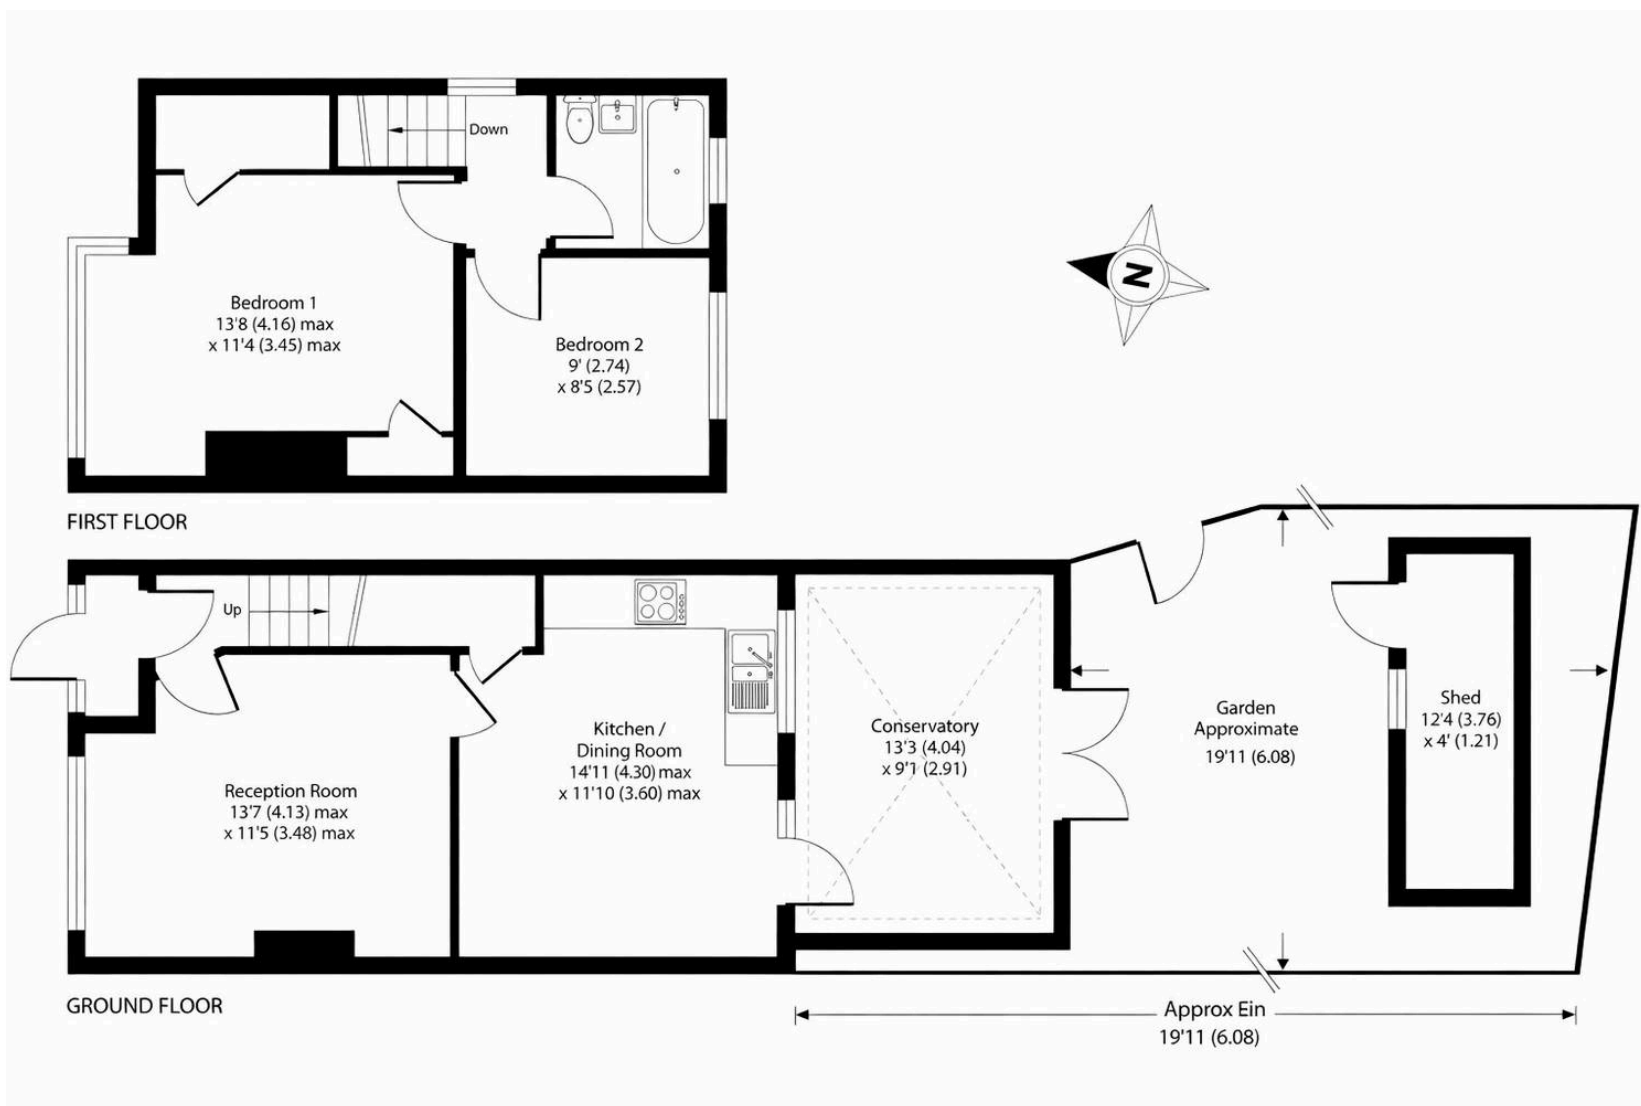 Down
Bedroom 1
13'8 (4.16) max
x 11'4 (3.45) max
Bedroom 2
9' (2.74)
x 8'5 (2.57)
N
FIRST FLOOR
Up
Reception Room
13'7 (4.13) max
x 11'5 (3.48) max
Kitchen /
Dining Room
14'11 (4.30) max
x 11'10 (3.60) max
Conservatory
13'3 (4.04)
x 9'1 (2.91)
Garden
Approximate
19'11 (6.08)
Shed
12'4 (3.76)
x 4' (1.21)
GROUND FLOOR
Approx Ein
19'11 (6.08)